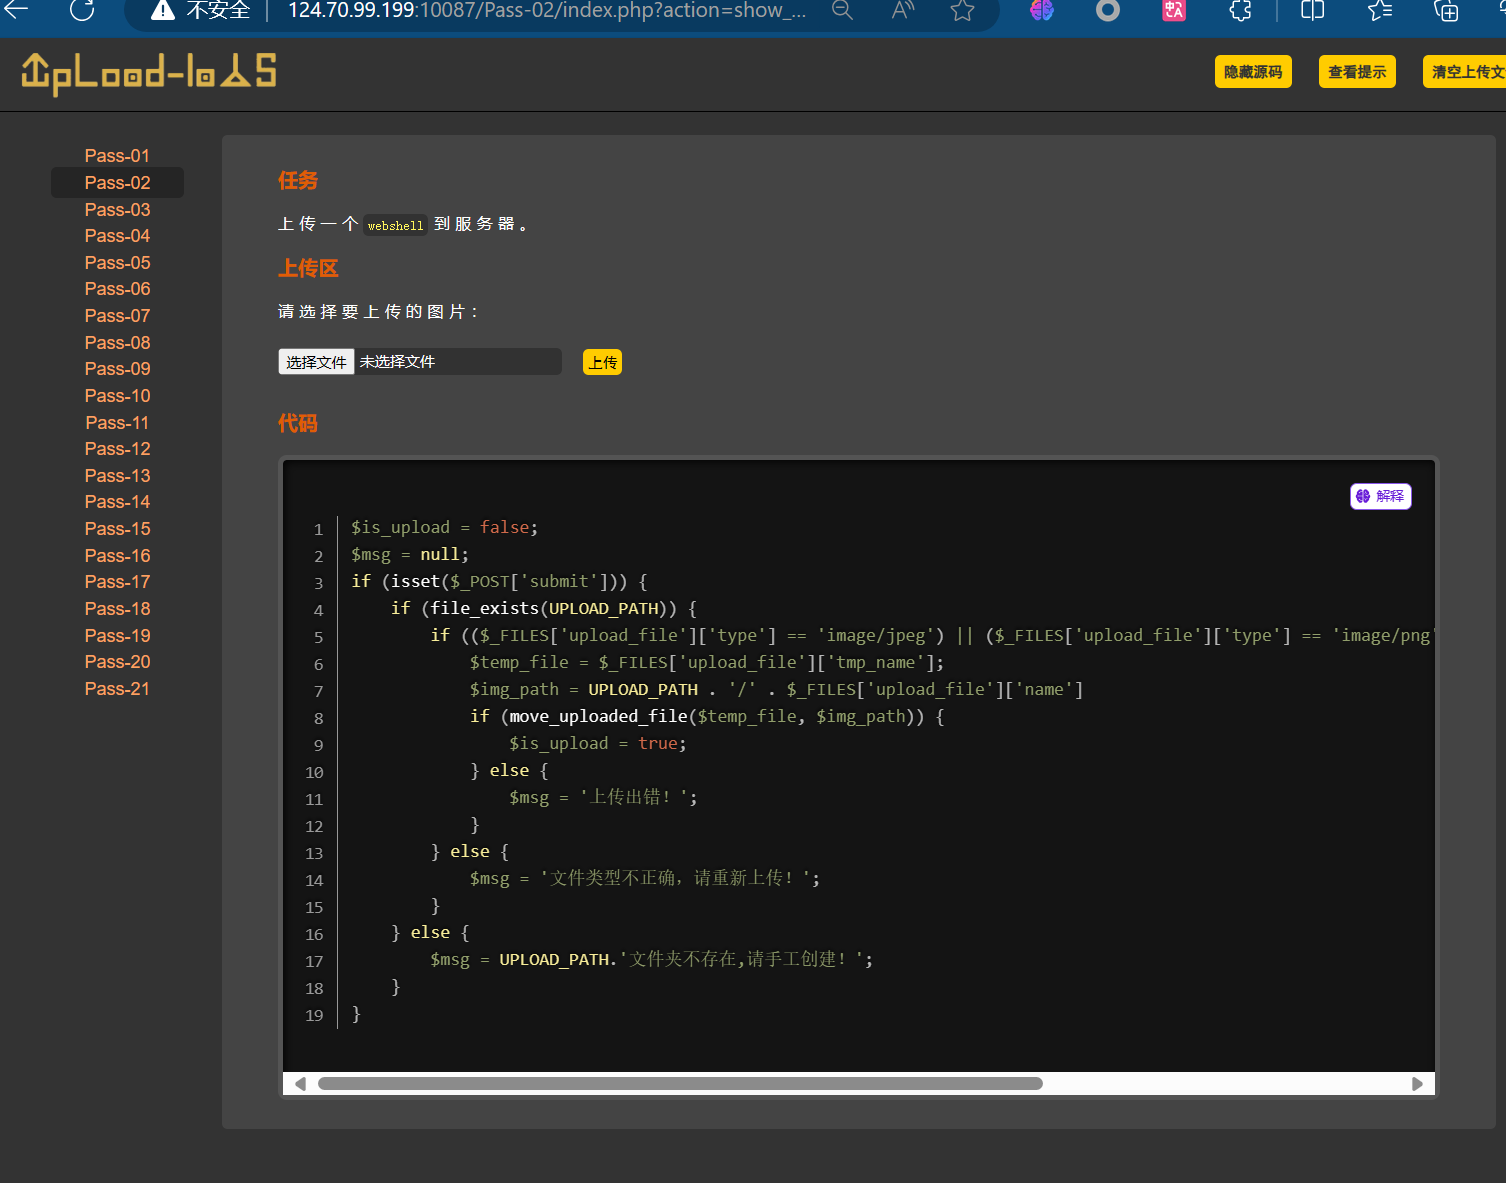 不安全 124.70.99.199:10087/Pass-02/index.php?action=show_...
UpLoad-labs
隐藏源码 查看提示 清空上传文
Pass-01
Pass-02
Pass-03
Pass-04
Pass-05
Pass-06
Pass-07
Pass-08
Pass-09
Pass-10
Pass-11
Pass-12
Pass-13
Pass-14
Pass-15
Pass-16
Pass-17
Pass-18
Pass-19
Pass-20
Pass-21
任务
上传一个 webshell 到服务器。
上传区
请选择要上传的图片：
选择文件 未选择文件 上传
代码
解释
1 $is_upload = false;
2 $msg = null;
3 if (isset($_POST['submit'])) {
4     if (file_exists(UPLOAD_PATH)) {
5         if (($_FILES['upload_file']['type'] == 'image/jpeg') || ($_FILES['upload_file']['type'] == 'image/png'
6             $temp_file = $_FILES['upload_file']['tmp_name'];
7             $img_path = UPLOAD_PATH . '/' . $_FILES['upload_file']['name']
8             if (move_uploaded_file($temp_file, $img_path)) {
9                 $is_upload = true;
10             } else {
11                 $msg = '上传出错！';
12             }
13         } else {
14             $msg = '文件类型不正确，请重新上传！';
15         }
16     } else {
17         $msg = UPLOAD_PATH.'文件夹不存在,请手工创建！';
18     }
19 }